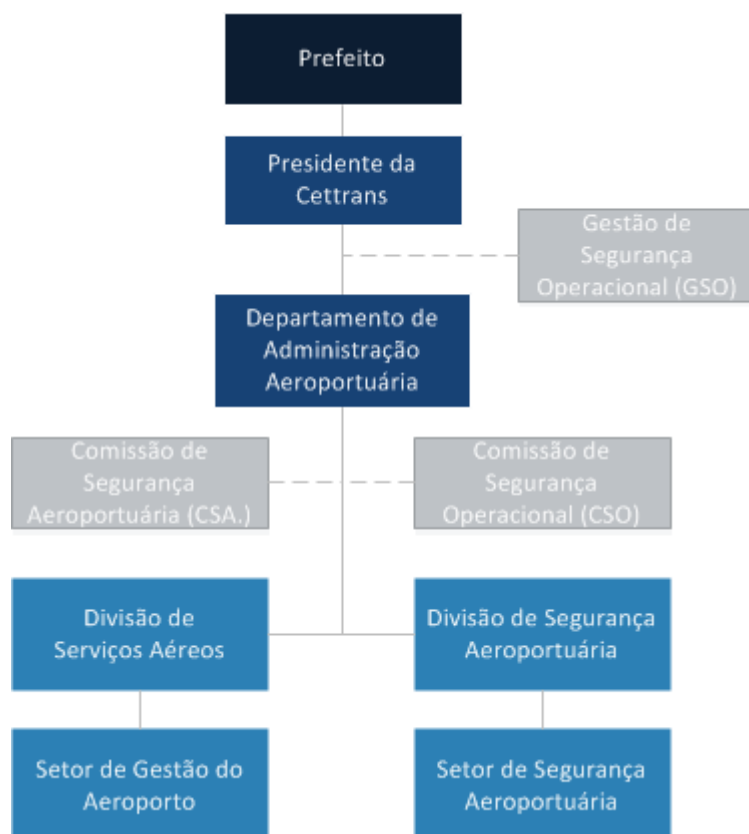 Prefeito
Presidente da
Cettrans
Gestão de
Segurança
Operacional (GSO)
Departamento de
Administração
Aeroportuária
Comissão de
Segurança
Aeroportuária (CSA.)
Comissão de
Segurança
Operacional (CSO)
Divisão de
Serviços Aéreos
Divisão de Segurança
Aeroportuária
Setor de Gestão do
Aeroporto
Setor de Segurança
Aeroportuária